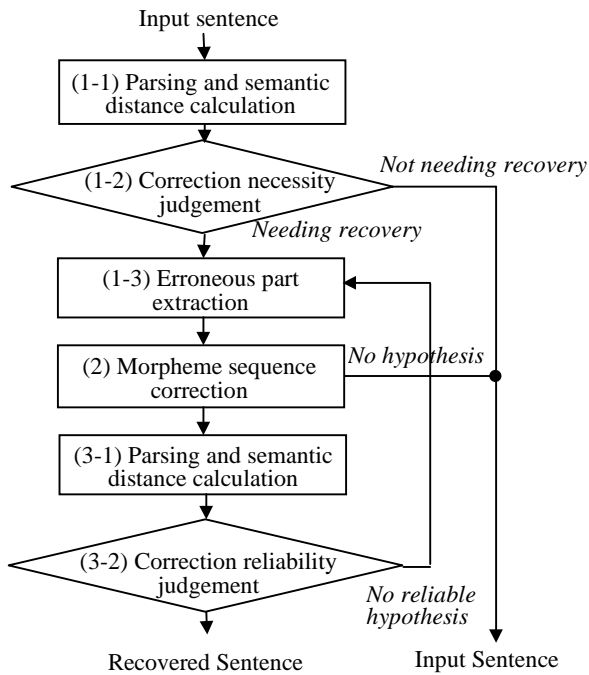 Input sentence
(1-1) Parsing and semantic
distance calculation
Not needing recovery
(1-2) Correction necessity
judgement
Needing recovery
(1-3) Erroneous part
extraction
No hypothesis
(2) Morpheme sequence
correction
(3-1) Parsing and semantic
distance calculation
(3-2) Correction reliability
judgement
No reliable
hypothesis
Recovered Sentence
Input Sentence